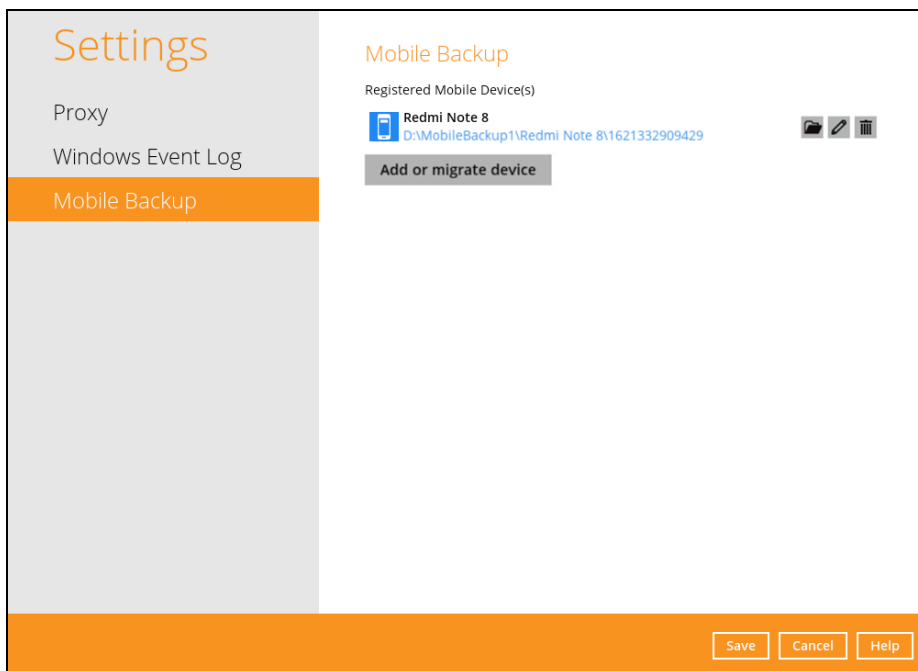 Settings
Proxy
Windows Event Log
Mobile Backup
Mobile Backup
Registered Mobile Device(s)
Redmi Note 8
D:\MobileBackup1\Redmi Note 8\1621332909429
Add or migrate device
Save
Cancel
Help